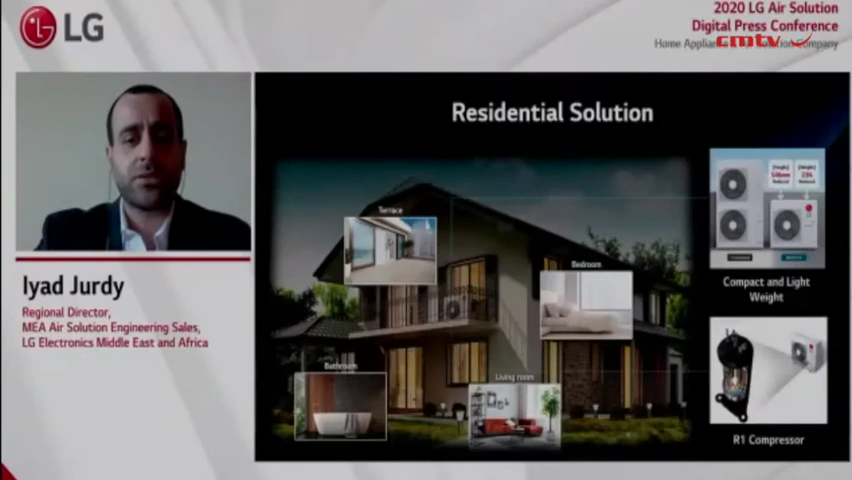 LG
2020 LG Air Solution
Digital Press Conference
cmtv
Home Company
Residential Solution
Terrace
Bedroom
Bathroom
Living room
Compact and Light
Weight
R1 Compressor
Iyad Jurdy
Regional Director,
MEA Air Solution Engineering Sales,
LG Electronics Middle East and Africa